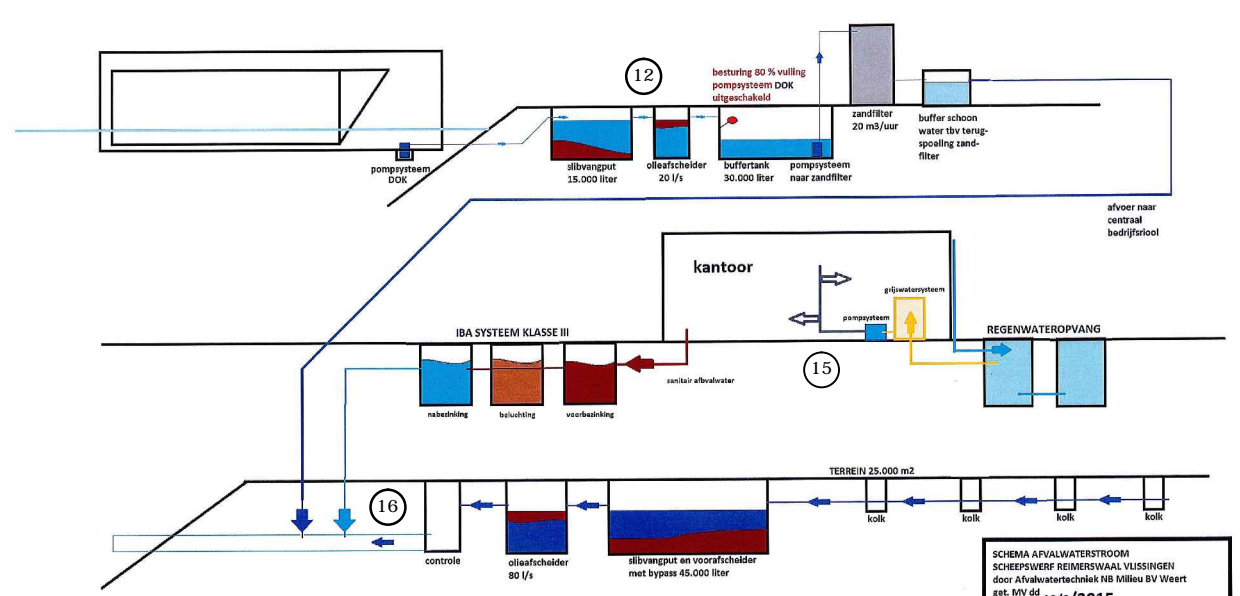 12
besturing 80 % vulling
pompsysteem DOK
uitgeschakeld
zandfilter
20 m3/uur
buffer schoon
water tbv terug-
spoeling zand-
filter
pompsysteem
DOK
slibvangput
15.000 liter
olieafscheider
20 l/s
buffertank
30.000 liter
pompsysteem
naar zandfilter
afvoer naar
centraal
bedrijfsriool
kantoor
grijswatersysteem
pompsysteem
IBA SYSTEEM KLASSE III
REGENWATEROPVANG
15
sanitair afbvalwater
nabezinking
beluchting
voorbezinking
TERREIN 25.000 m2
16
kolk
kolk
kolk
kolk
controle
olieafscheider
80 l/s
slibvangput en voorafscheider
met bypass 45.000 liter
SCHEMA AFVALWATERSTROOM
SCHEEPSWERF REIMERSWAAL VLISSINGEN
door Afvalwatertechniek NB Milieu BV Weert
get. MV dd